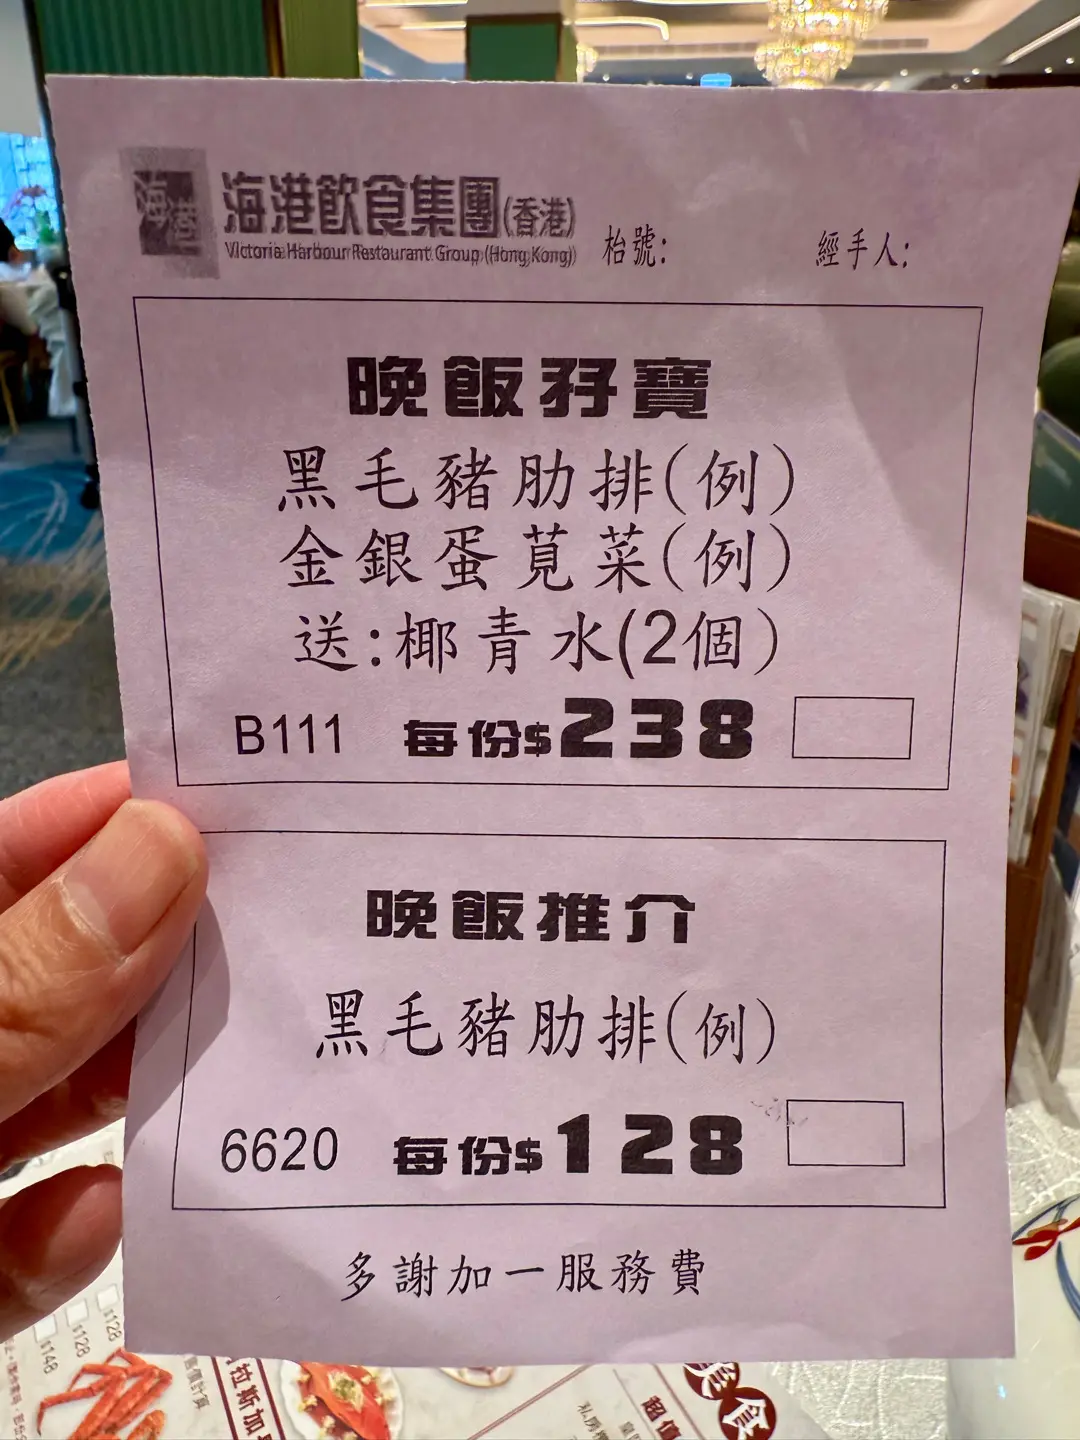 海港
海港飲食集團(香港)
Victoria Harbour Restaurant Group (Hong Kong)
枱號:
經手人:
晚飯孖寶
黑毛豬肋排(例)
金銀蛋莧菜(例)
送:椰青水(2個)
B111 每份$238
晚飯推介
黑毛豬肋排(例)
6620 每份$128
多謝加一服務費
$148
$128
$128